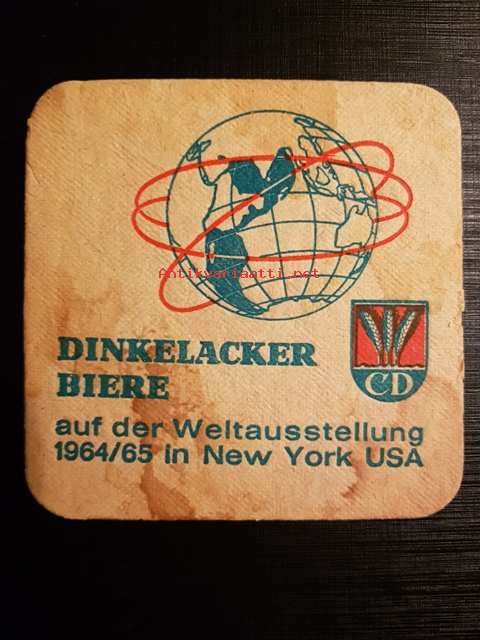 Antikvariaatti.net
DINKELACKER
BIERE
CD
auf der Weltausstellung
1964/65 in New York USA